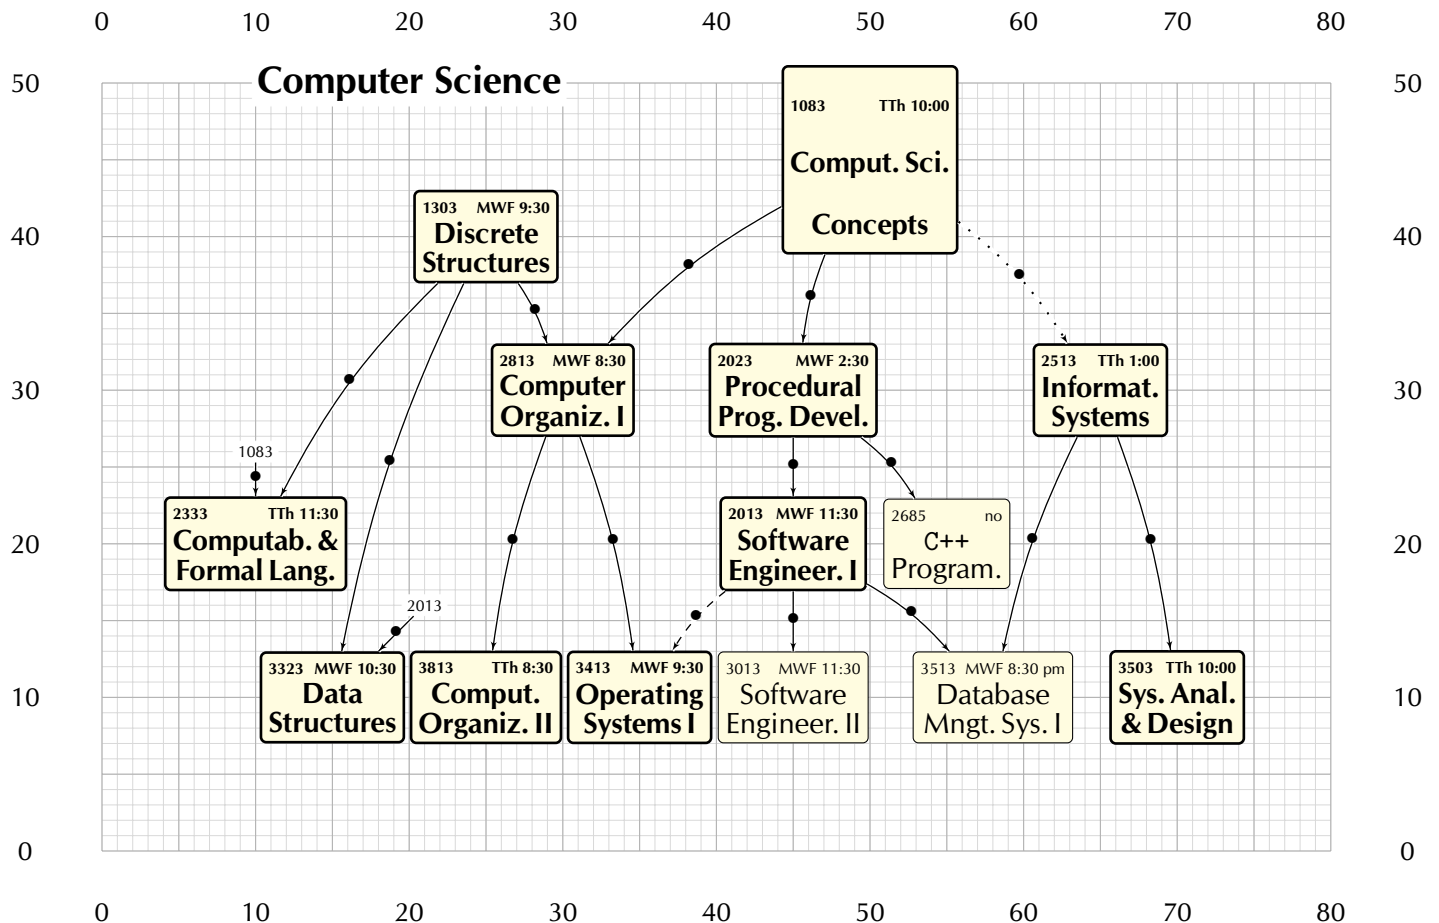 0 10 20 30 40 50 60 70 80
50 Computer Science 50
1083 TTh 10:00
Comput. Sci.
Concepts
1303 MWF 9:30
Discrete
Structures
40 40
2813 MWF 8:30
Computer
Organiz. I
2023 MWF 2:30
Procedural
Prog. Devel.
2513 TTh 1:00
Informat.
Systems
30 30
1083
2333 TTh 11:30
Computab. &
Formal Lang.
2013 MWF 11:30
Software
Engineer. I
2685 no
C++
Program.
20 20
2013
3323 MWF 10:30
Data
Structures
3813 TTh 8:30
Comput.
Organiz. II
3413 MWF 9:30
Operating
Systems I
3013 MWF 11:30
Software
Engineer. II
3513 MWF 8:30 pm
Database
Mngt. Sys. I
3503 TTh 10:00
Sys. Anal.
& Design
10 10
0 0
0 10 20 30 40 50 60 70 80